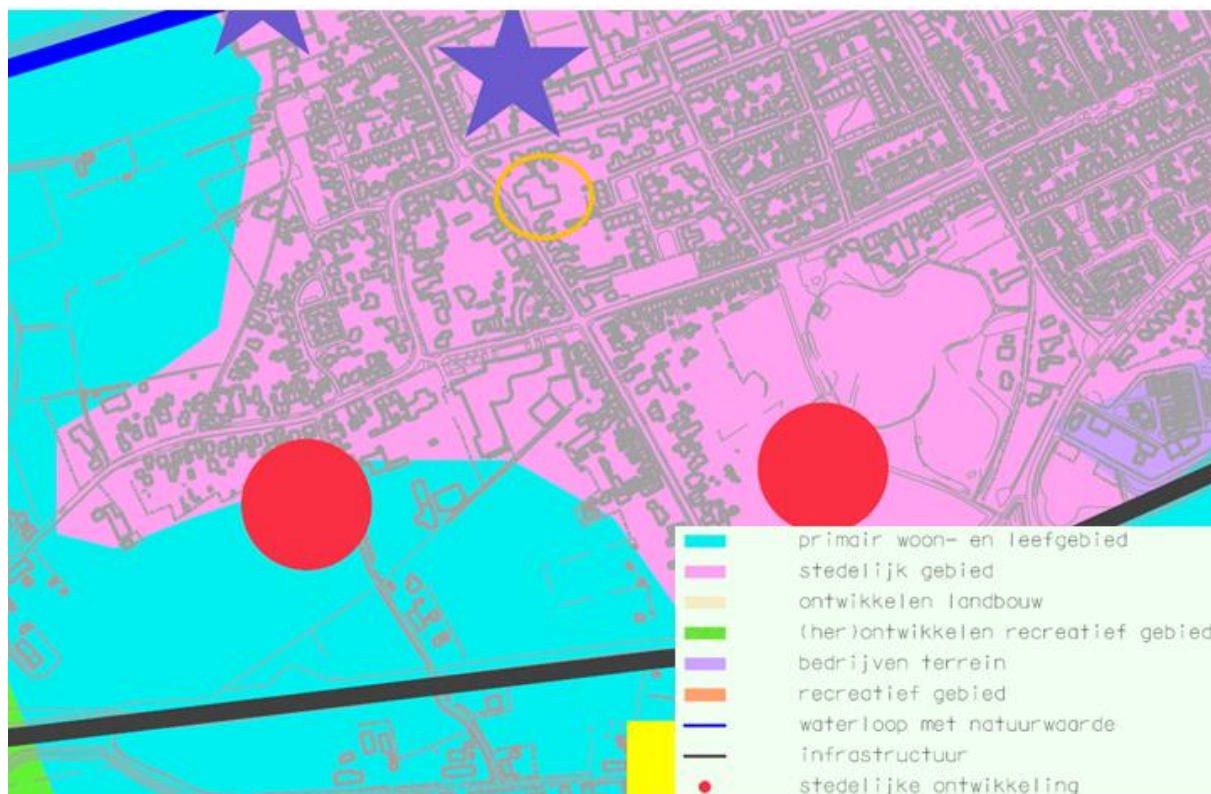 primair woon- en leefgebied
stedelijk gebied
ontwikkelen landbouw
(her)ontwikkelen recreatief gebied
bedrijven terrein
recreatief gebied
waterloop met natuurwaarde
infrastructuur
stedelijke ontwikkeling